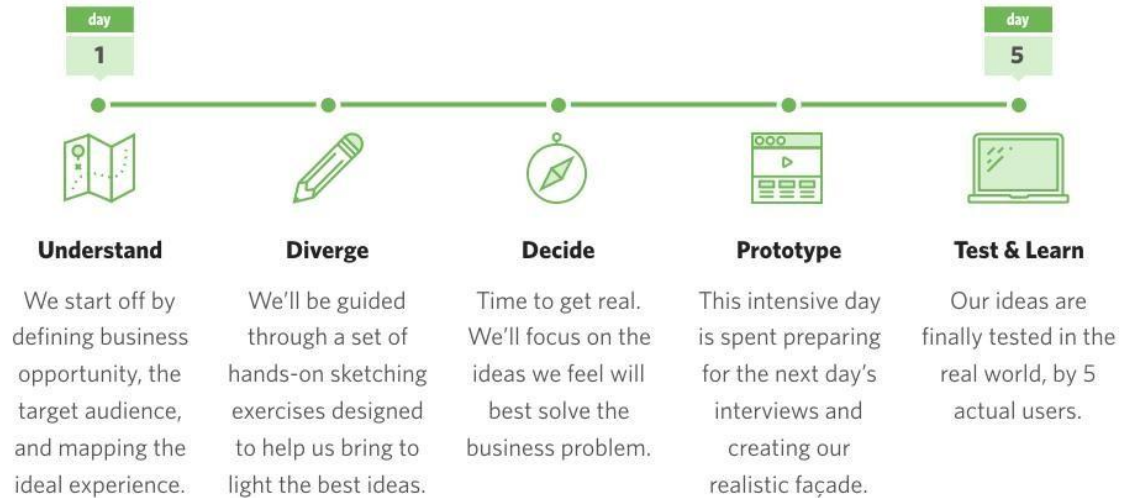 day
1
day
5
Understand
We start off by
defining business
opportunity, the
target audience,
and mapping the
ideal experience.
Diverge
We'll be guided
through a set of
hands-on sketching
exercises designed
to help us bring to
light the best ideas.
Decide
Time to get real.
We'll focus on the
ideas we feel will
best solve the
business problem.
Prototype
This intensive day
is spent preparing
for the next day's
interviews and
creating our
realistic façade.
Test & Learn
Our ideas are
finally tested in the
real world, by 5
actual users.